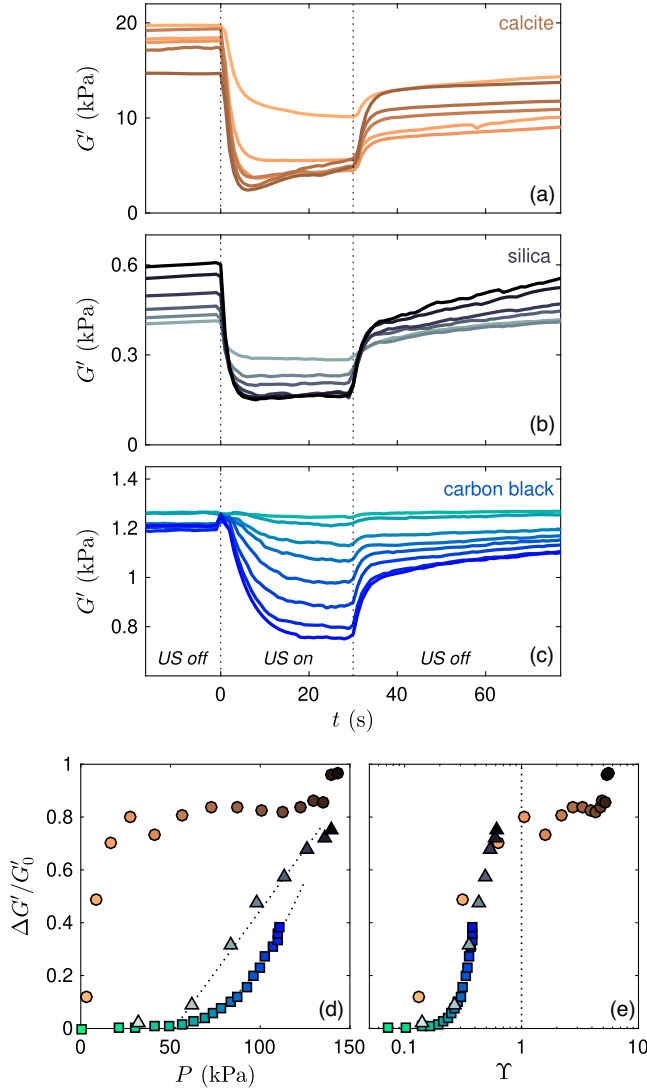 20
calcite
G′ (kPa)
10
0
(a)
silica
0.6
G′ (kPa)
0.3
0
(b)
1.4
carbon black
1.2
G′ (kPa)
1
0.8
US off
US on
US off
(c)
0
20
40
60
t (s)
1
0.8
0.6
ΔG′/G′₀
0.4
0.2
0
(d)
(e)
0
50
100
150
0.1
1
10
P (kPa)
ϒ